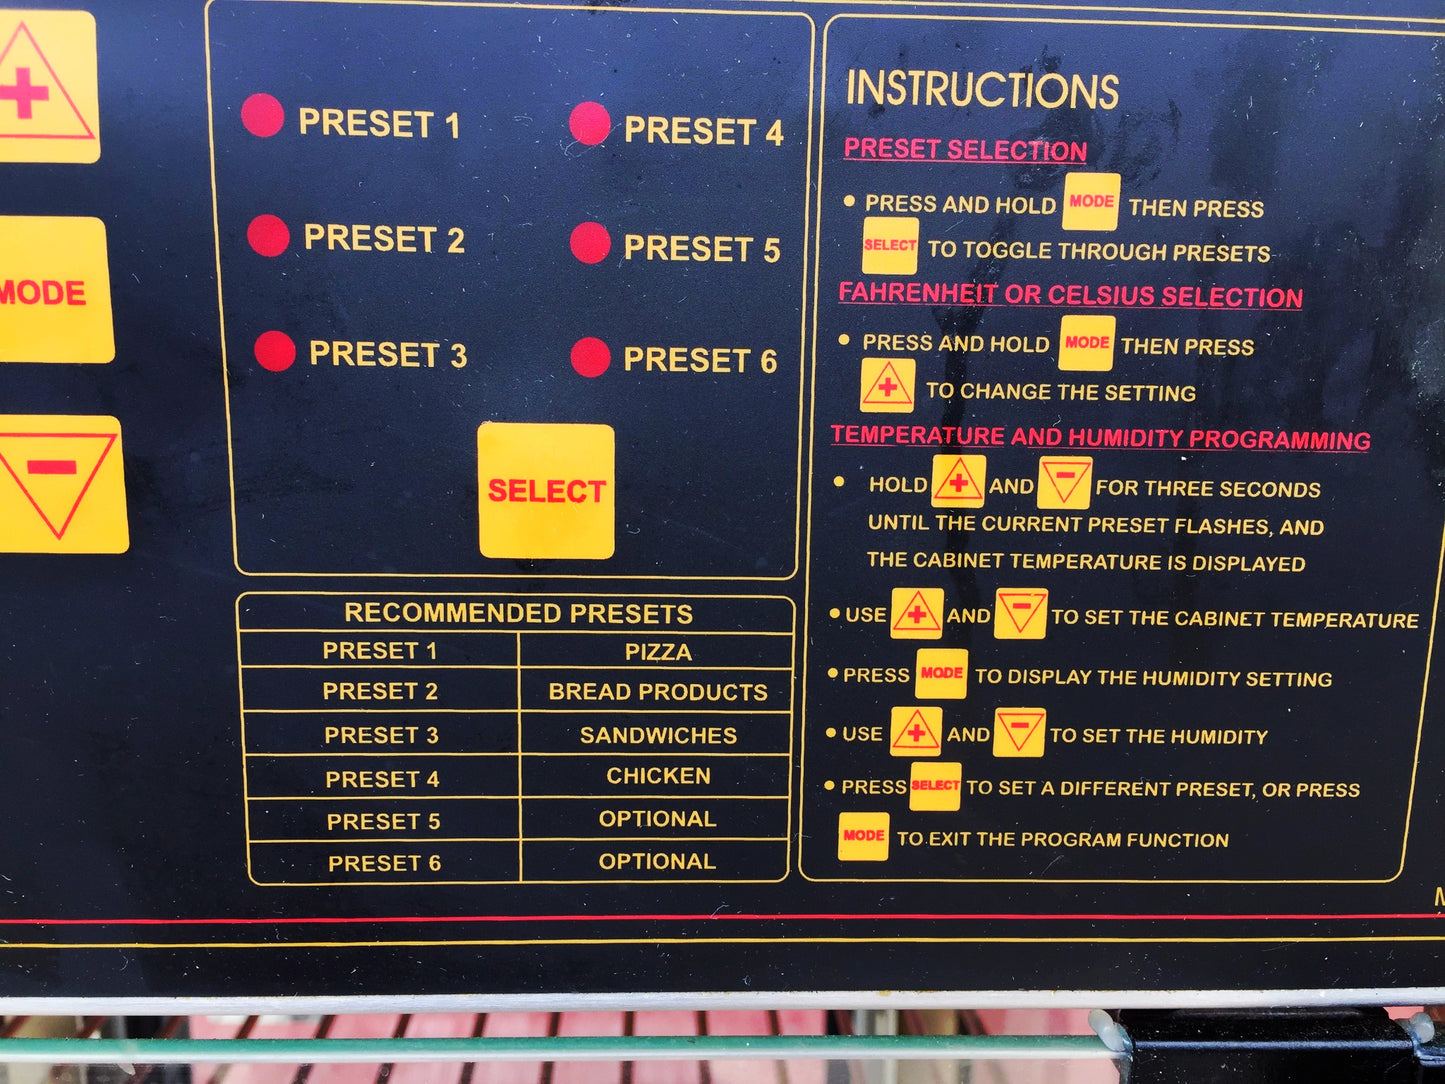 +
MODE
-
PRESET 1
PRESET 4
PRESET 2
PRESET 5
PRESET 3
PRESET 6
SELECT
RECOMMENDED PRESETS
PRESET 1 PIZZA
PRESET 2 BREAD PRODUCTS
PRESET 3 SANDWICHES
PRESET 4 CHICKEN
PRESET 5 OPTIONAL
PRESET 6 OPTIONAL
INSTRUCTIONS
PRESET SELECTION
• PRESS AND HOLD MODE THEN PRESS
SELECT TO TOGGLE THROUGH PRESETS
FAHRENHEIT OR CELSIUS SELECTION
• PRESS AND HOLD MODE THEN PRESS
+ TO CHANGE THE SETTING
TEMPERATURE AND HUMIDITY PROGRAMMING
• HOLD + AND - FOR THREE SECONDS
UNTIL THE CURRENT PRESET FLASHES, AND
THE CABINET TEMPERATURE IS DISPLAYED
• USE + AND - TO SET THE CABINET TEMPERATURE
• PRESS MODE TO DISPLAY THE HUMIDITY SETTING
• USE + AND - TO SET THE HUMIDITY
• PRESS SELECT TO SET A DIFFERENT PRESET, OR PRESS
MODE TO EXIT THE PROGRAM FUNCTION